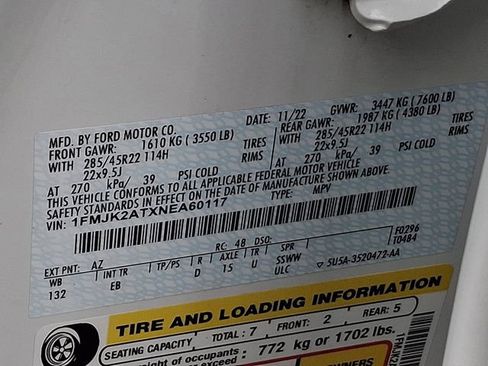 MFD. BY FORD MOTOR CO. DATE: 11/22 GVWR: 3447 KG (7600 LB)
FRONT GAWR: 1610 KG (3550 LB) REAR GAWR: 1987 KG (4380 LB)
WITH 285/45R22 114H TIRES WITH 285/45R22 114H TIRES
22x9.5J RIMS 22x9.5J RIMS
AT 270 kPa/ 39 PSI COLD AT 270 kPa/ 39 PSI COLD
THIS VEHICLE CONFORMS TO ALL APPLICABLE FEDERAL MOTOR VEHICLE
SAFETY STANDARDS IN EFFECT ON THE DATE OF MANUFACTURE SHOWN ABOVE.
VIN: 1FMJK2ATXNEA60117 TYPE: MPV
F0296
T0484
EXT PNT: AZ RC: 48 DSO:
WB INT TR TP/PS R AXLE TR SPR
132 EB D 15 U SSWW
ULC 5U5A-3520472-AA
TIRE AND LOADING INFORMATION
SEATING CAPACITY TOTAL: 7 FRONT: 2 REAR: 5
weight of occupants
exceed : 772 kg or 1702 lbs.
OWNERS